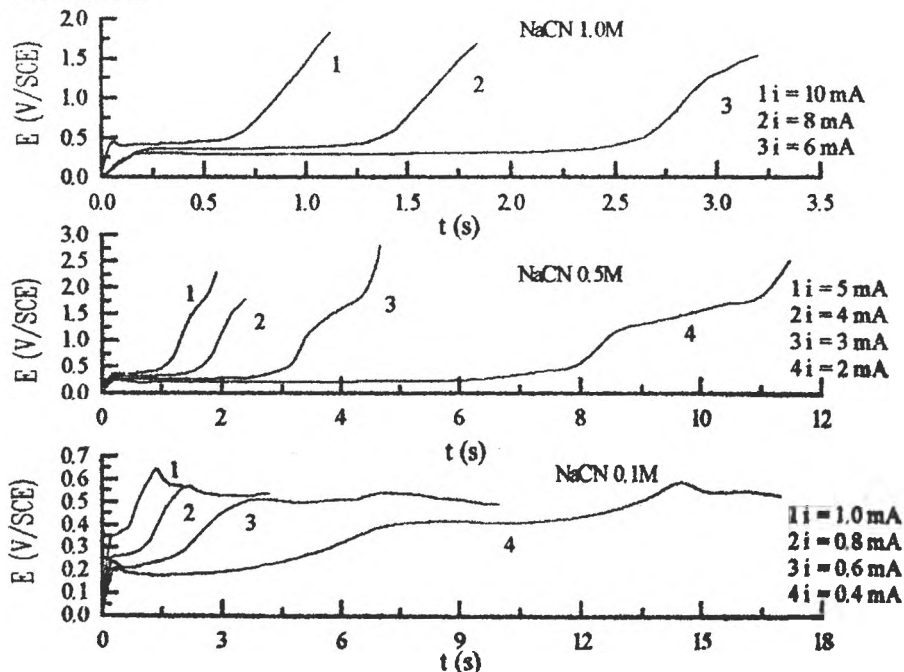 NaCN 1.0M
E (V/SCE)
2.0
1.5
1.0
0.5
0.0
1
2
3
1 i = 10 mA
2 i = 8 mA
3 i = 6 mA
0.0 0.5 1.0 1.5 2.0 2.5 3.0 3.5
t (s)
NaCN 0.5M
E (V/SCE)
3.0
2.5
2.0
1.5
1.0
0.5
0.0
1
2
3
4
1 i = 5 mA
2 i = 4 mA
3 i = 3 mA
4 i = 2 mA
0 2 4 6 8 10 12
t (s)
NaCN 0.1M
E (V/SCE)
0.7
0.6
0.5
0.4
0.3
0.2
0.1
0.0
1
2
3
4
1 i = 1.0 mA
2 i = 0.8 mA
3 i = 0.6 mA
4 i = 0.4 mA
0 3 6 9 12 15 18
t (s)